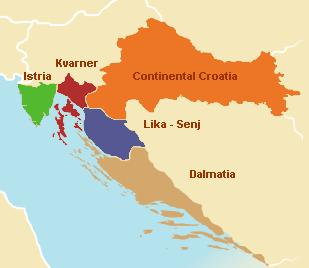 Kvarner
Istria
Continental Croatia
Lika - Senj
Dalmatia